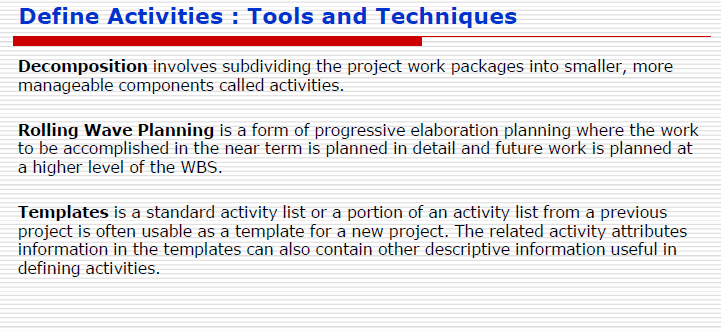 Define Activities : Tools and Techniques
Decomposition involves subdividing the project work packages into smaller, more
manageable components called activities.
Rolling Wave Planning is a form of progressive elaboration planning where the work
to be accomplished in the near term is planned in detail and future work is planned at
a higher level of the WBS.
Templates is a standard activity list or a portion of an activity list from a previous
project is often usable as a template for a new project. The related activity attributes
information in the templates can also contain other descriptive information useful in
defining activities.